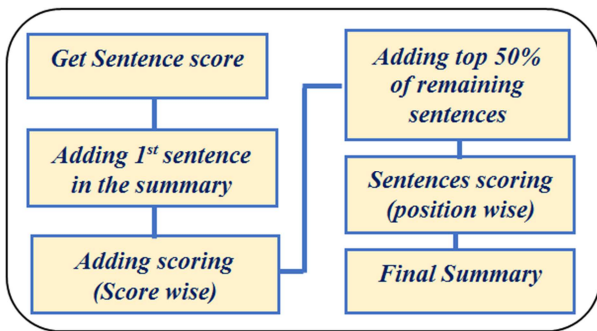 Get Sentence score
Adding 1st sentence
in the summary
Adding scoring
(Score wise)
Adding top 50%
of remaining
sentences
Sentences scoring
(position wise)
Final Summary